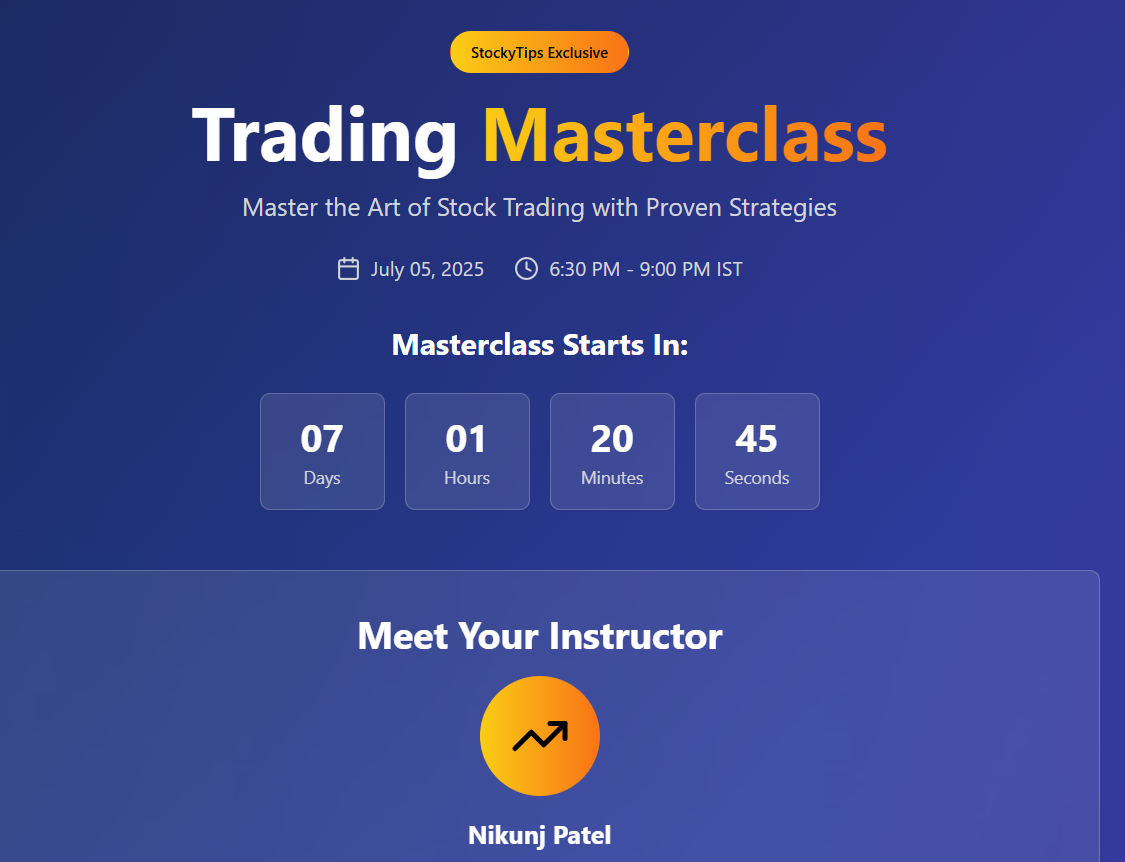 StockyTips Exclusive
Trading Masterclass
Master the Art of Stock Trading with Proven Strategies
July 05, 2025 6:30 PM - 9:00 PM IST
Masterclass Starts In:
07 01 20 45
Days Hours Minutes Seconds
Meet Your Instructor
Nikunj Patel